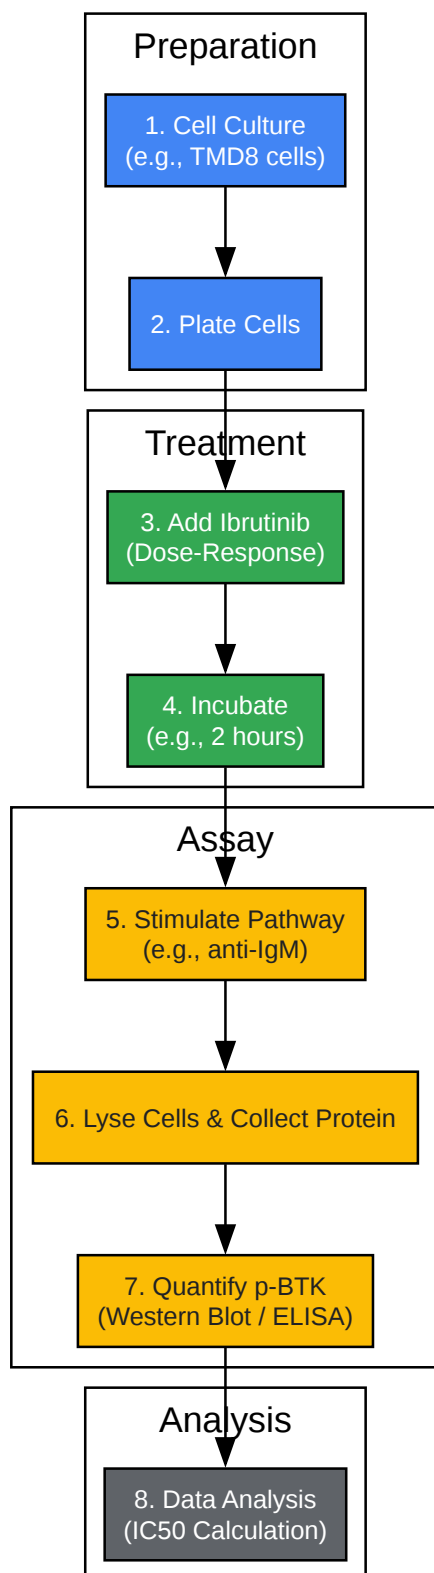 Preparation
1. Cell Culture
(e.g., TMD8 cells)
2. Plate Cells
Treatment
3. Add Ibrutinib
(Dose-Response)
4. Incubate
(e.g., 2 hours)
Assay
5. Stimulate Pathway
(e.g., anti-IgM)
6. Lyse Cells & Collect Protein
7. Quantify p-BTK
(Western Blot / ELISA)
Analysis
8. Data Analysis
(IC50 Calculation)